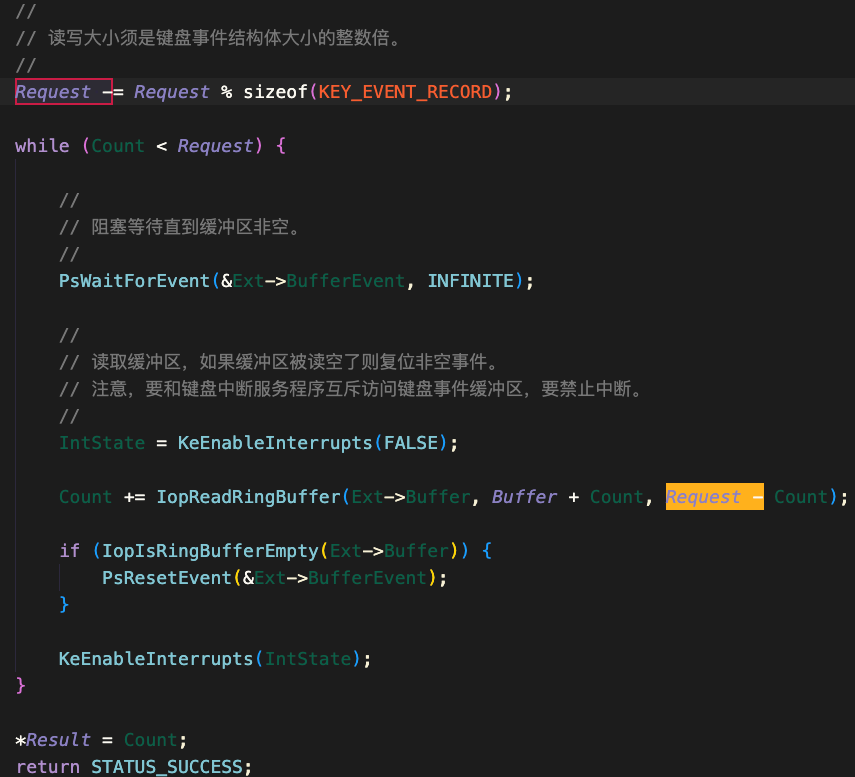 //
// 读写大小须是键盘事件结构体大小的整数倍。
//
Request -= Request % sizeof(KEY_EVENT_RECORD);
while (Count < Request) {
//
// 阻塞等待直到缓冲区非空。
//
PsWaitForEvent(&Ext->BufferEvent, INFINITE);
//
// 读取缓冲区，如果缓冲区被读空了则复位非空事件。
// 注意，要和键盘中断服务程序互斥访问键盘事件缓冲区，要禁止中断。
//
IntState = KeEnableInterrupts(FALSE);
Count += IopReadRingBuffer(Ext->Buffer, Buffer + Count, Request - Count);
if (IopIsRingBufferEmpty(Ext->Buffer)) {
PsResetEvent(&Ext->BufferEvent);
}
KeEnableInterrupts(IntState);
}
*Result = Count;
return STATUS_SUCCESS;